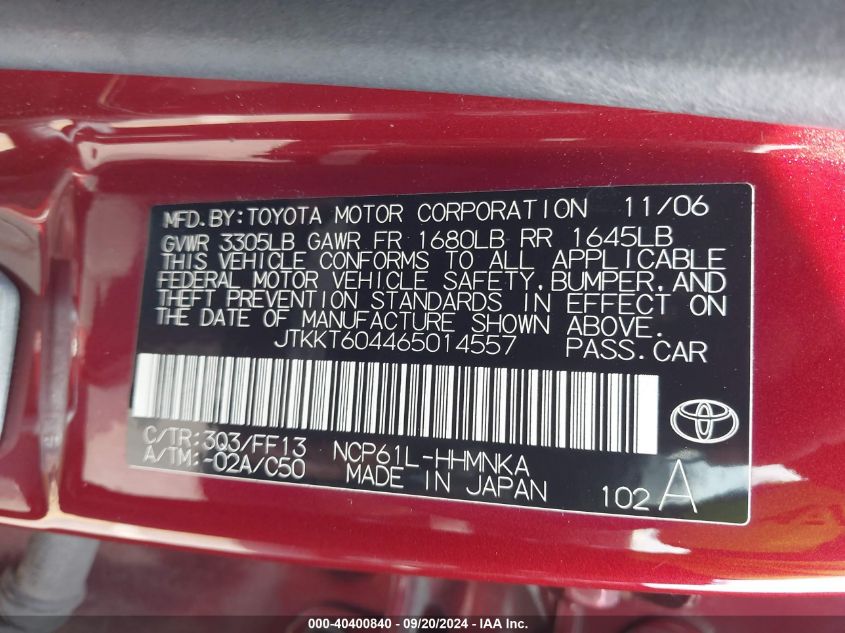 MFD.BY:TOYOTA MOTOR CORPORATION 11/06
GVWR 3305LB GAWR FR 1680LB RR 1645LB
THIS VEHICLE CONFORMS TO ALL APPLICABLE
FEDERAL MOTOR VEHICLE SAFETY,BUMPER,AND
THEFT PREVENTION STANDARDS IN EFFECT ON
THE DATE OF MANUFACTURE SHOWN ABOVE.
JTKKT604465014557 PASS.CAR
C/TR:3Q3/FF13 NCP61L-HHMNKA
A/TM:-02A/C50 MADE IN JAPAN
102 A
000-40400840 - 09/20/2024 - IAA Inc.